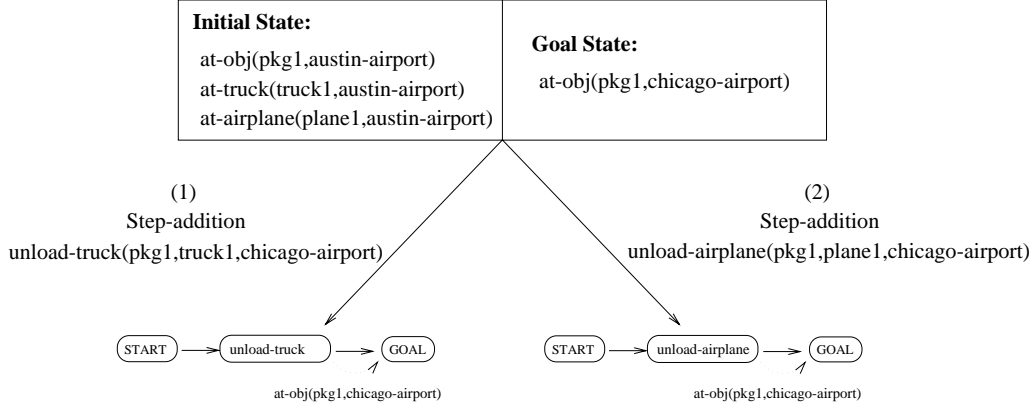 Initial State:
at-obj(pkg1,austin-airport)
at-truck(truck1,austin-airport)
at-airplane(plane1,austin-airport)
Goal State:
at-obj(pkg1,chicago-airport)
(1)
Step-addition
unload-truck(pkg1,truck1,chicago-airport)
(2)
Step-addition
unload-airplane(pkg1,plane1,chicago-airport)
START
unload-truck
GOAL
at-obj(pkg1,chicago-airport)
START
unload-airplane
GOAL
at-obj(pkg1,chicago-airport)